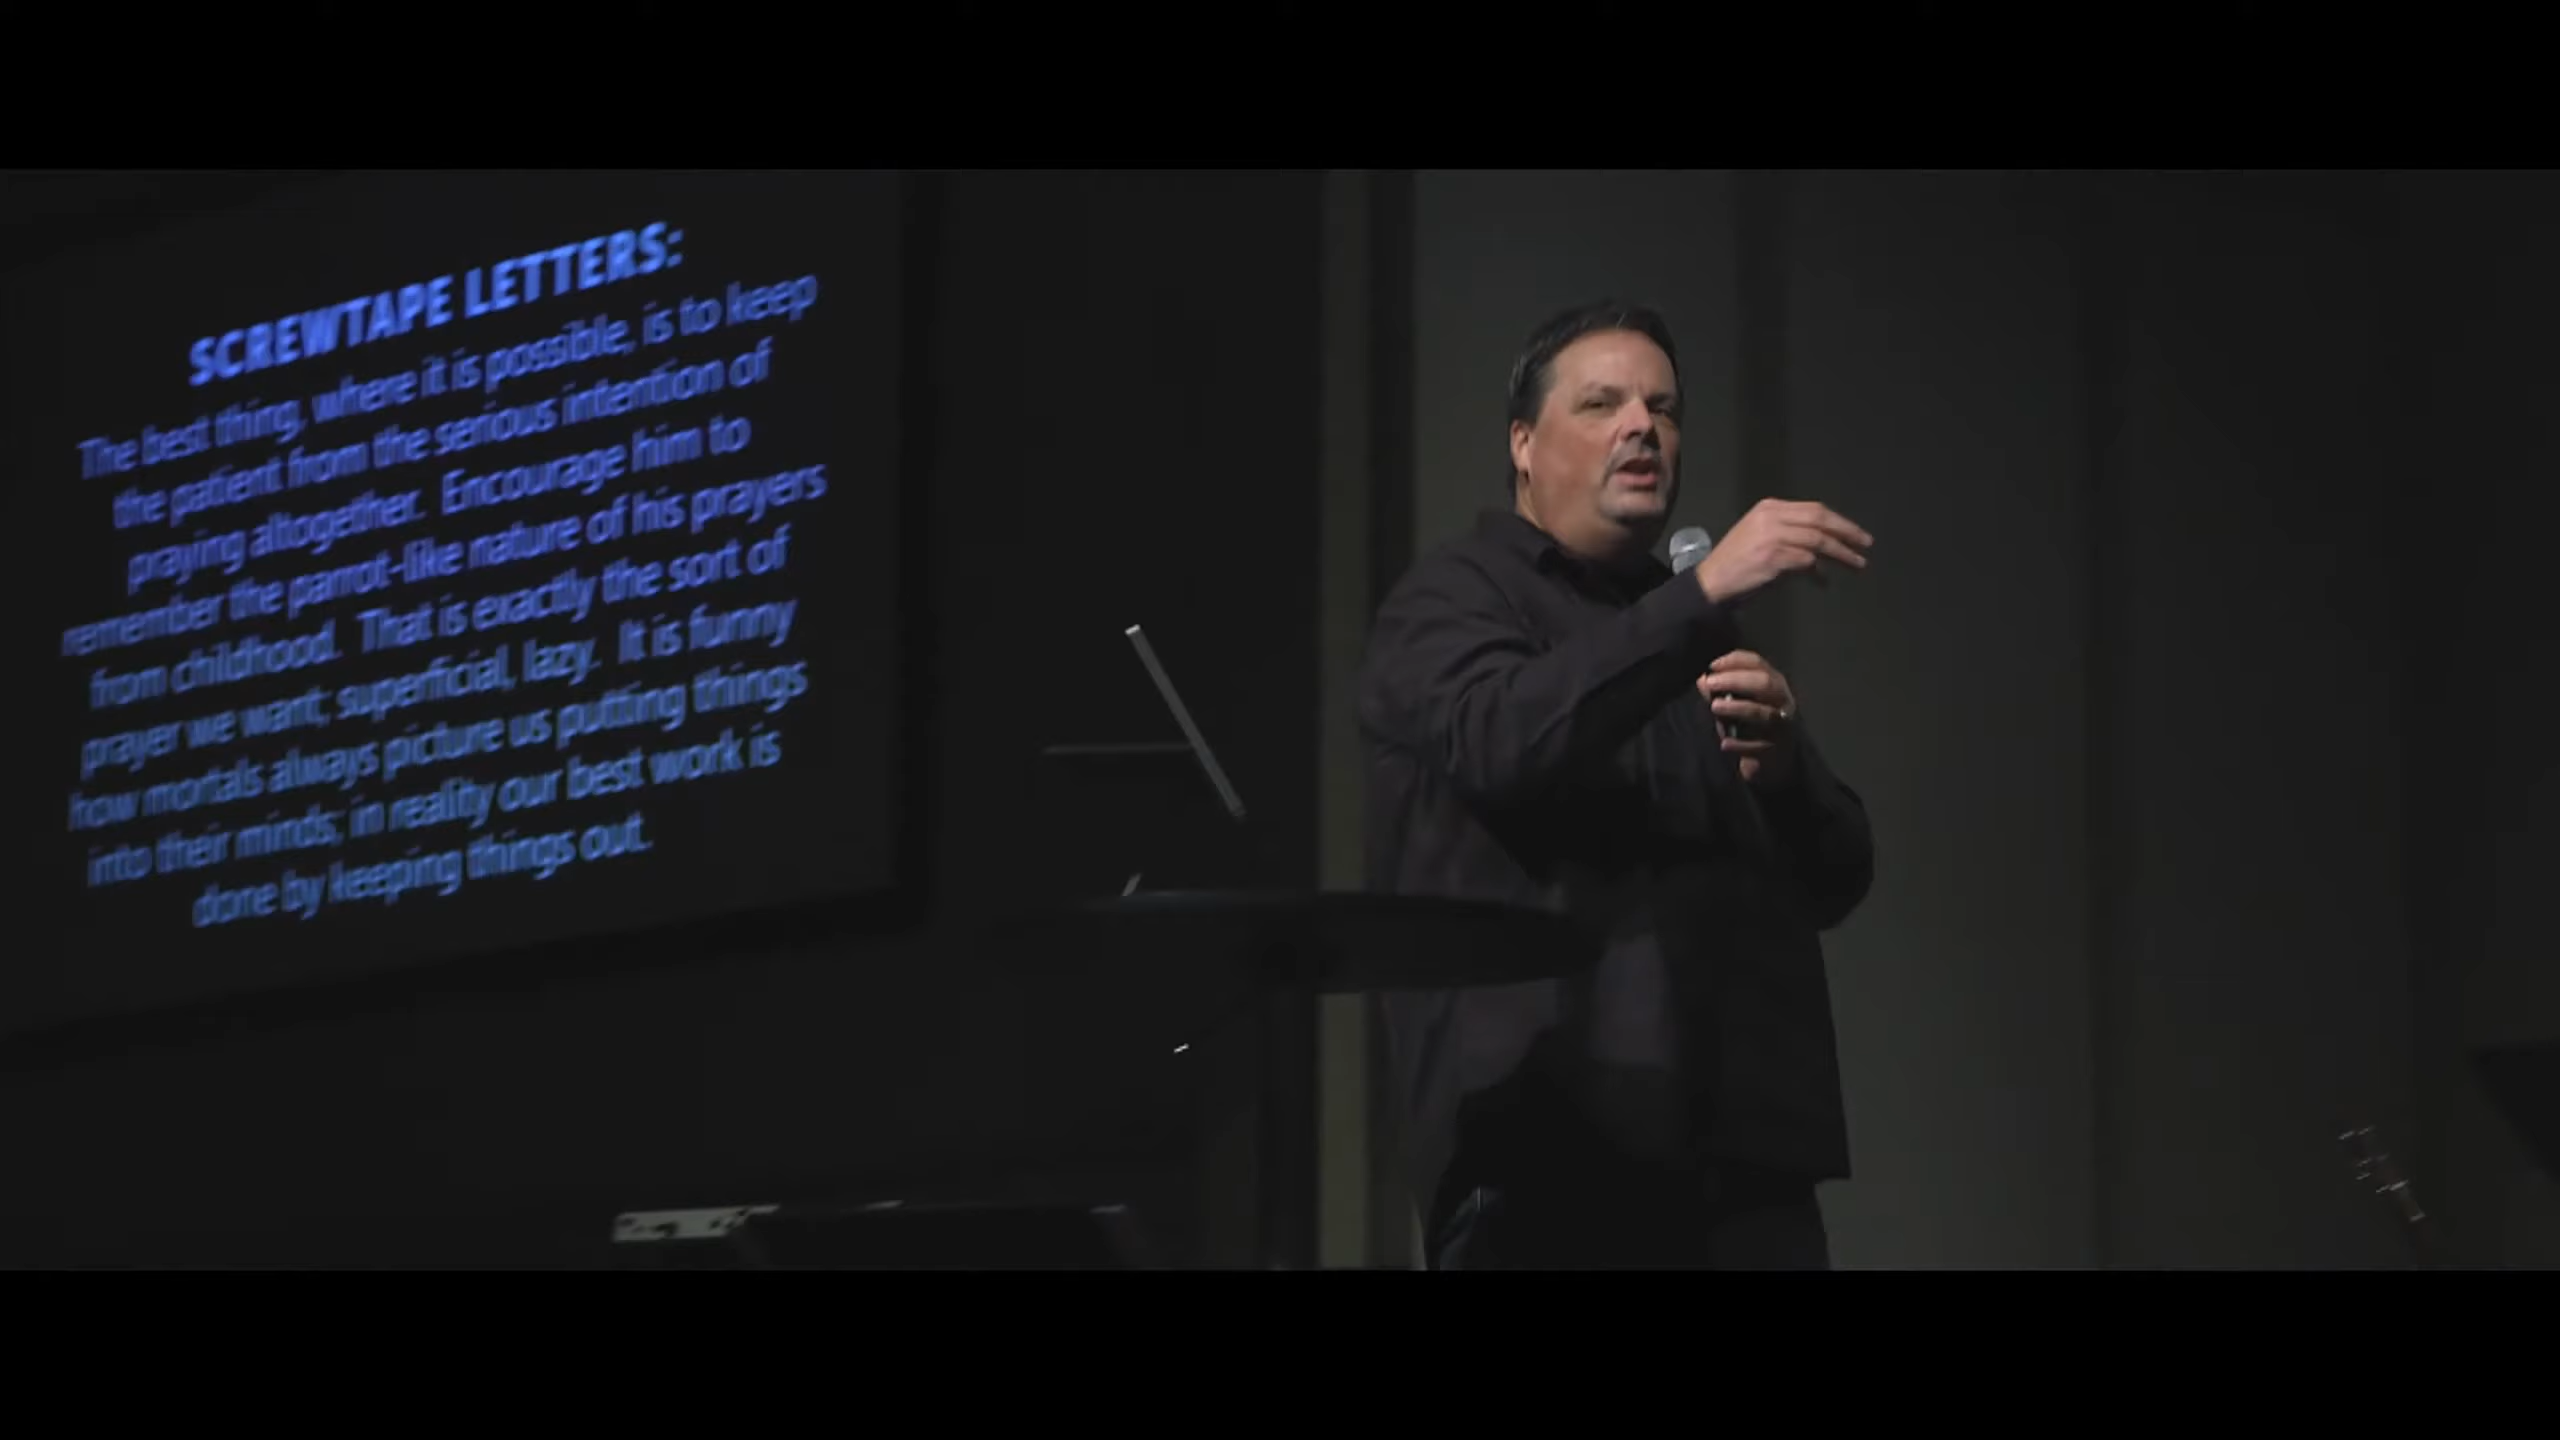 SCREWTAPE LETTERS:
The best thing, where it is possible, is to keep
the patient from the serious intention of
praying altogether. Encourage him to
remember the parrot-like nature of his prayers
from childhood. That is exactly the sort of
prayer we want; superficial, lazy. It is funny
how mortals always picture us putting things
into their minds; in reality our best work is
done by keeping things out.